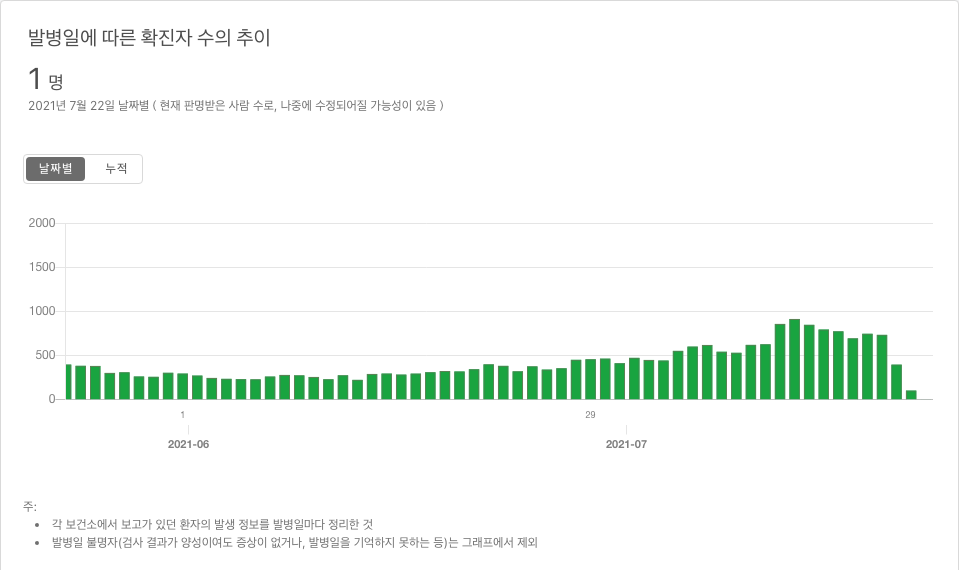 발병일에 따른 확진자 수의 추이
1 명
2021년 7월 22일 날짜별 ( 현재 판명받은 사람 수로, 나중에 수정되어질 가능성이 있음 )
날짜별 누적
2000
1500
1000
500
0
1 29
2021-06 2021-07
주:
• 각 보건소에서 보고가 있던 환자의 발생 정보를 발병일마다 정리한 것
• 발병일 불명자(검사 결과가 양성이여도 증상이 없거나, 발병일을 기억하지 못하는 등)는 그래프에서 제외